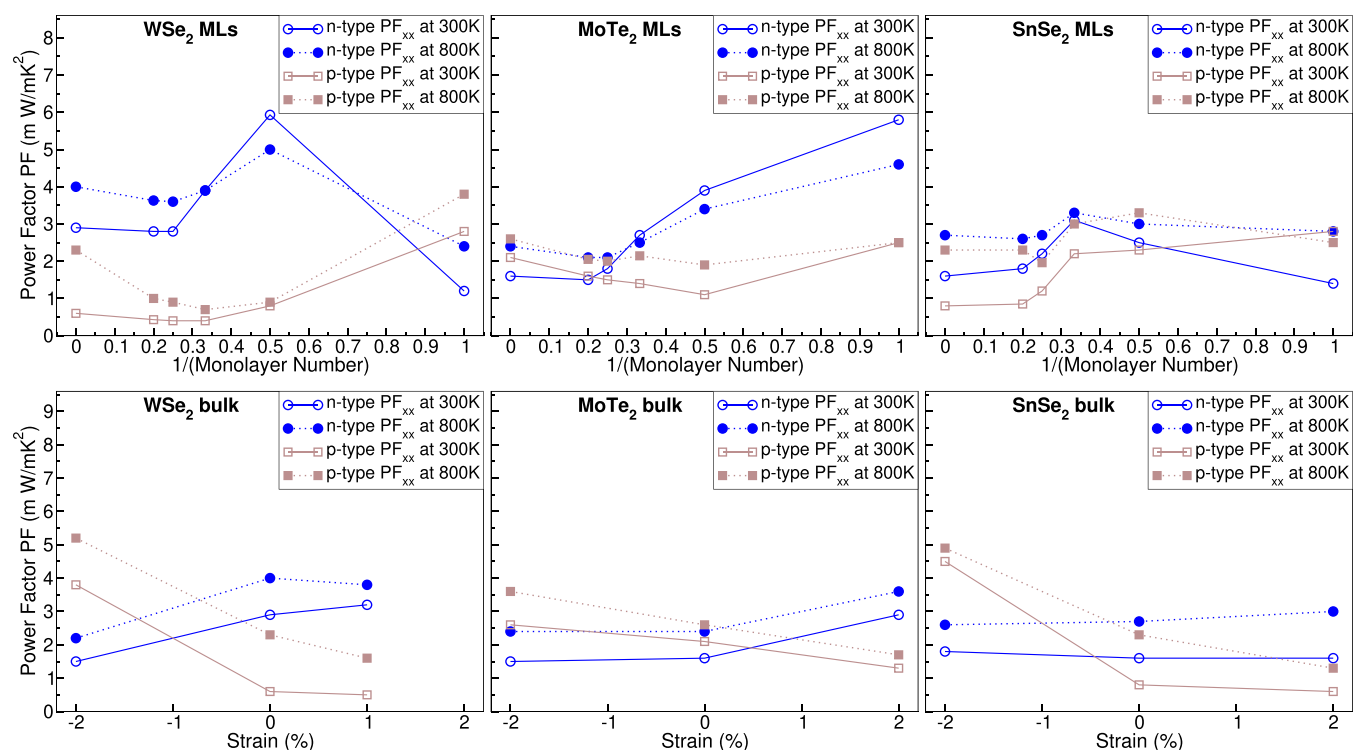 WSe2 MLs
n-type PFxx at 300K
n-type PFxx at 800K
p-type PFxx at 300K
p-type PFxx at 800K
Power Factor PF (m W/mK2)
8
7
6
5
4
3
2
1
0
0 0.1 0.2 0.3 0.4 0.5 0.6 0.7 0.8 0.9 1
1/(Monolayer Number)
MoTe2 MLs
n-type PFxx at 300K
n-type PFxx at 800K
p-type PFxx at 300K
p-type PFxx at 800K
0 0.1 0.2 0.3 0.4 0.5 0.6 0.7 0.8 0.9 1
1/(Monolayer Number)
SnSe2 MLs
n-type PFxx at 300K
n-type PFxx at 800K
p-type PFxx at 300K
p-type PFxx at 800K
0 0.1 0.2 0.3 0.4 0.5 0.6 0.7 0.8 0.9 1
1/(Monolayer Number)
WSe2 bulk
n-type PFxx at 300K
n-type PFxx at 800K
p-type PFxx at 300K
p-type PFxx at 800K
Power Factor PF (m W/mK2)
9
8
7
6
5
4
3
2
1
0
-2 -1 0 1 2
Strain (%)
MoTe2 bulk
n-type PFxx at 300K
n-type PFxx at 800K
p-type PFxx at 300K
p-type PFxx at 800K
-2 -1 0 1 2
Strain (%)
SnSe2 bulk
n-type PFxx at 300K
n-type PFxx at 800K
p-type PFxx at 300K
p-type PFxx at 800K
-2 -1 0 1 2
Strain (%)